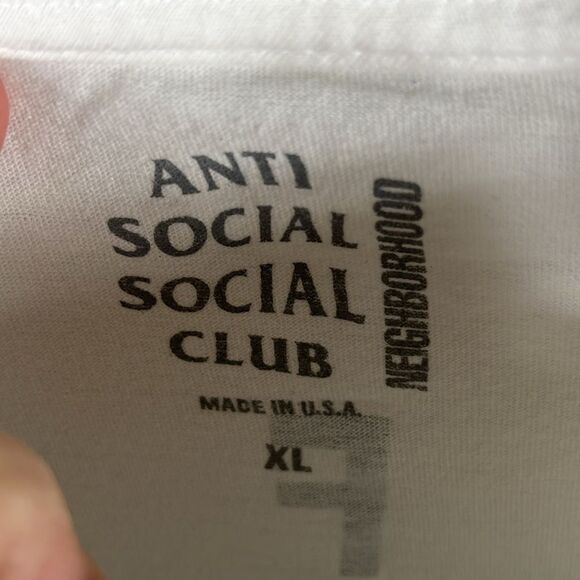 ANTI
SOCIAL
SOCIAL
CLUB
NEIGHBORHOOD
MADE IN U.S.A.
XL